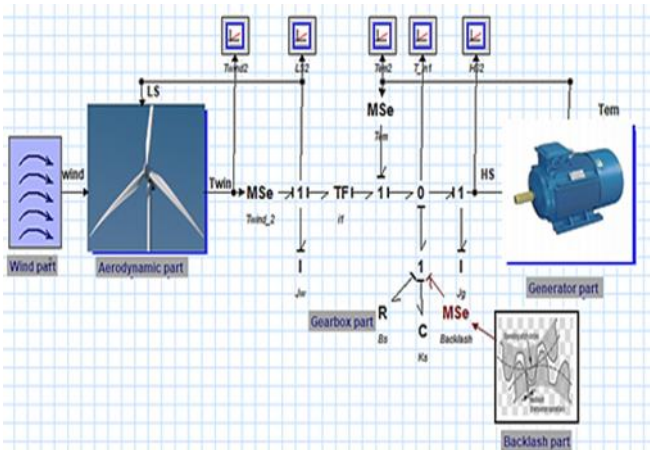 Twind2
LS2
Tem2
T_in1
HS2
LS
MSe
Tem
Tem
wind
Twin
MSe
1
TF
1
0
1
HS
Twind_2
i1
Wind part
Aerodynamic part
I
Jw
1
I
Jg
Generator part
Gearbox part
R
Bs
C
Ks
MSe
Backlash
Backlash part